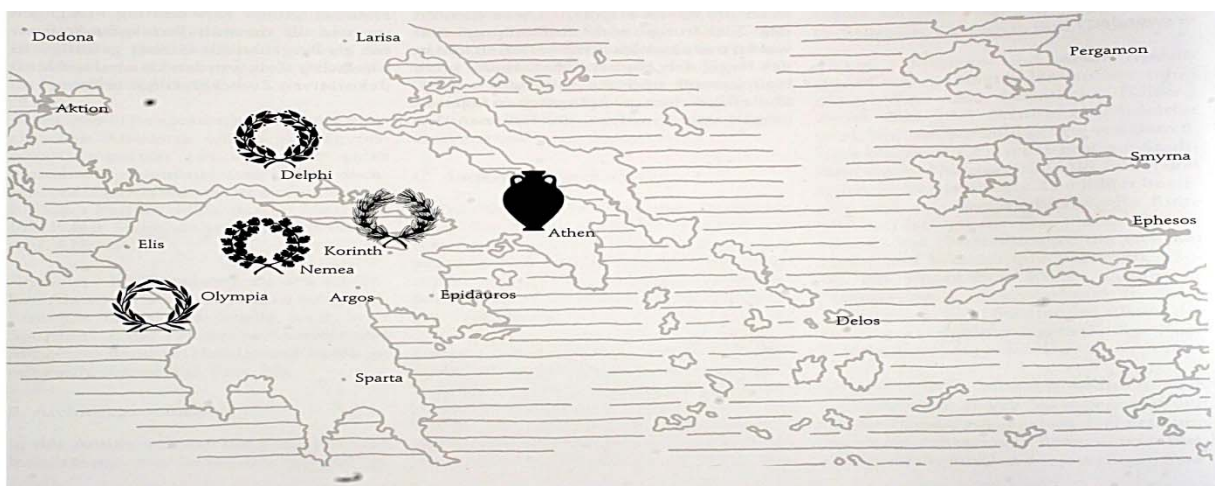 Dodona
Larisa
Pergamon
Aktion
Delphi
Smyrna
Athen
Ephesos
Elis
Korinth
Nemea
Olympia
Argos
Epidauros
Delos
Sparta